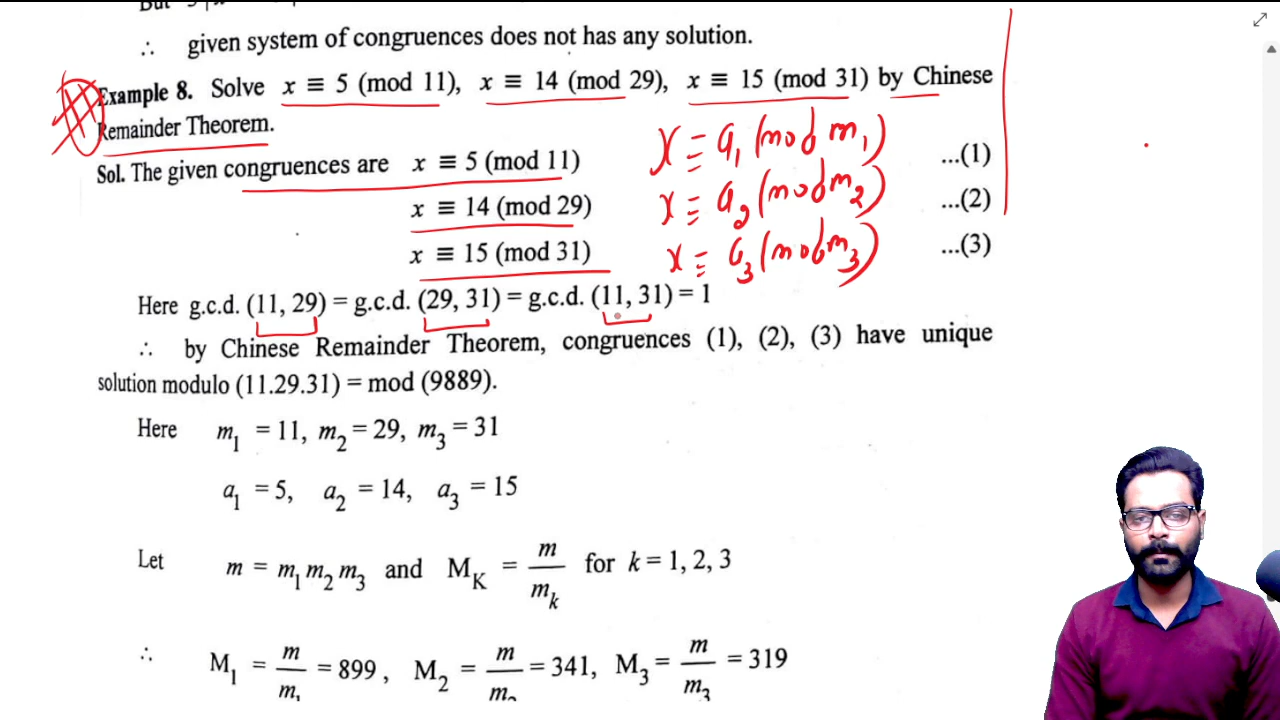 ∴ given system of congruences does not has any solution.
Example 8. Solve x ≡ 5 (mod 11), x ≡ 14 (mod 29), x ≡ 15 (mod 31) by Chinese
Remainder Theorem.
Sol. The given congruences are x ≡ 5 (mod 11) ...(1)
x ≡ a₁ (mod m₁)
x ≡ 14 (mod 29) ...(2)
x ≡ a₂ (mod m₂)
x ≡ 15 (mod 31) ...(3)
x ≡ a₃ (mod m₃)
Here g.c.d. (11, 29) = g.c.d. (29, 31) = g.c.d. (11, 31) = 1
∴ by Chinese Remainder Theorem, congruences (1), (2), (3) have unique
solution modulo (11.29.31) = mod (9889).
Here m₁ = 11, m₂ = 29, m₃ = 31
a₁ = 5, a₂ = 14, a₃ = 15
Let m = m₁ m₂ m₃ and M_K = m/m_k for k = 1, 2, 3
∴ M₁ = m/m₁ = 899, M₂ = m/m₂ = 341, M₃ = m/m₃ = 319